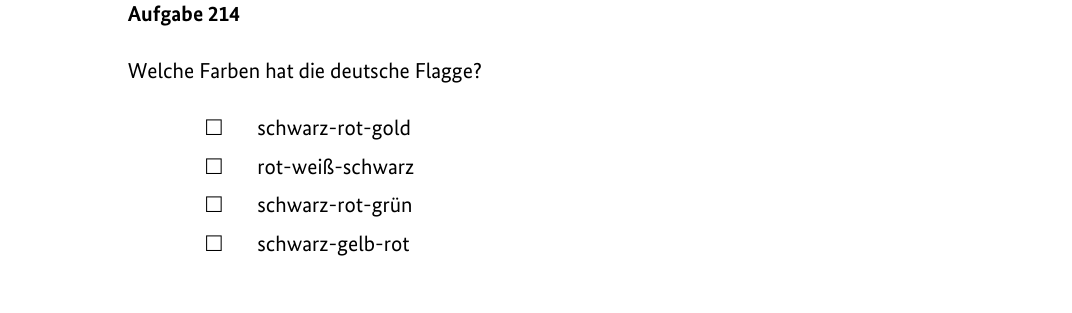 Aufgabe 214
Welche Farben hat die deutsche Flagge?
☐ schwarz-rot-gold
☐ rot-weiß-schwarz
☐ schwarz-rot-grün
☐ schwarz-gelb-rot